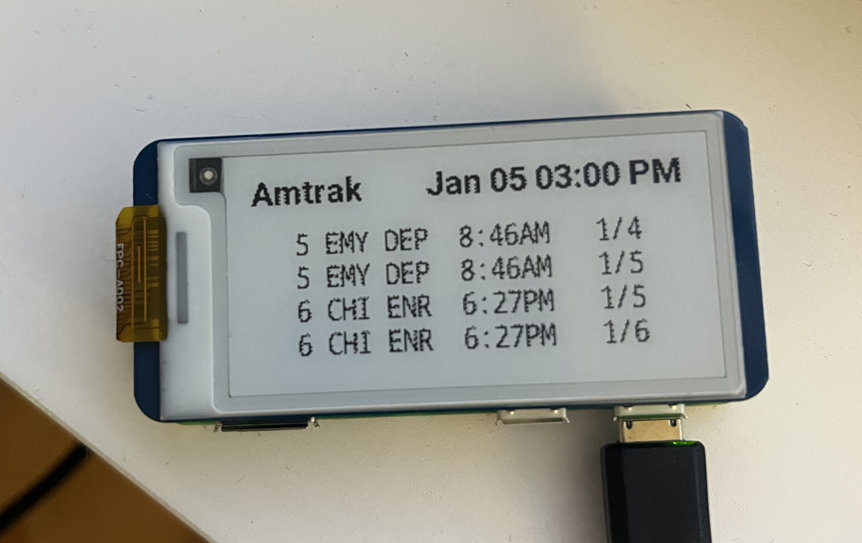 Amtrak Jan 05 03:00 PM
5 EMY DEP 8:46AM 1/4
5 EMY DEP 8:46AM 1/5
6 CHI ENR 6:27PM 1/5
6 CHI ENR 6:27PM 1/6